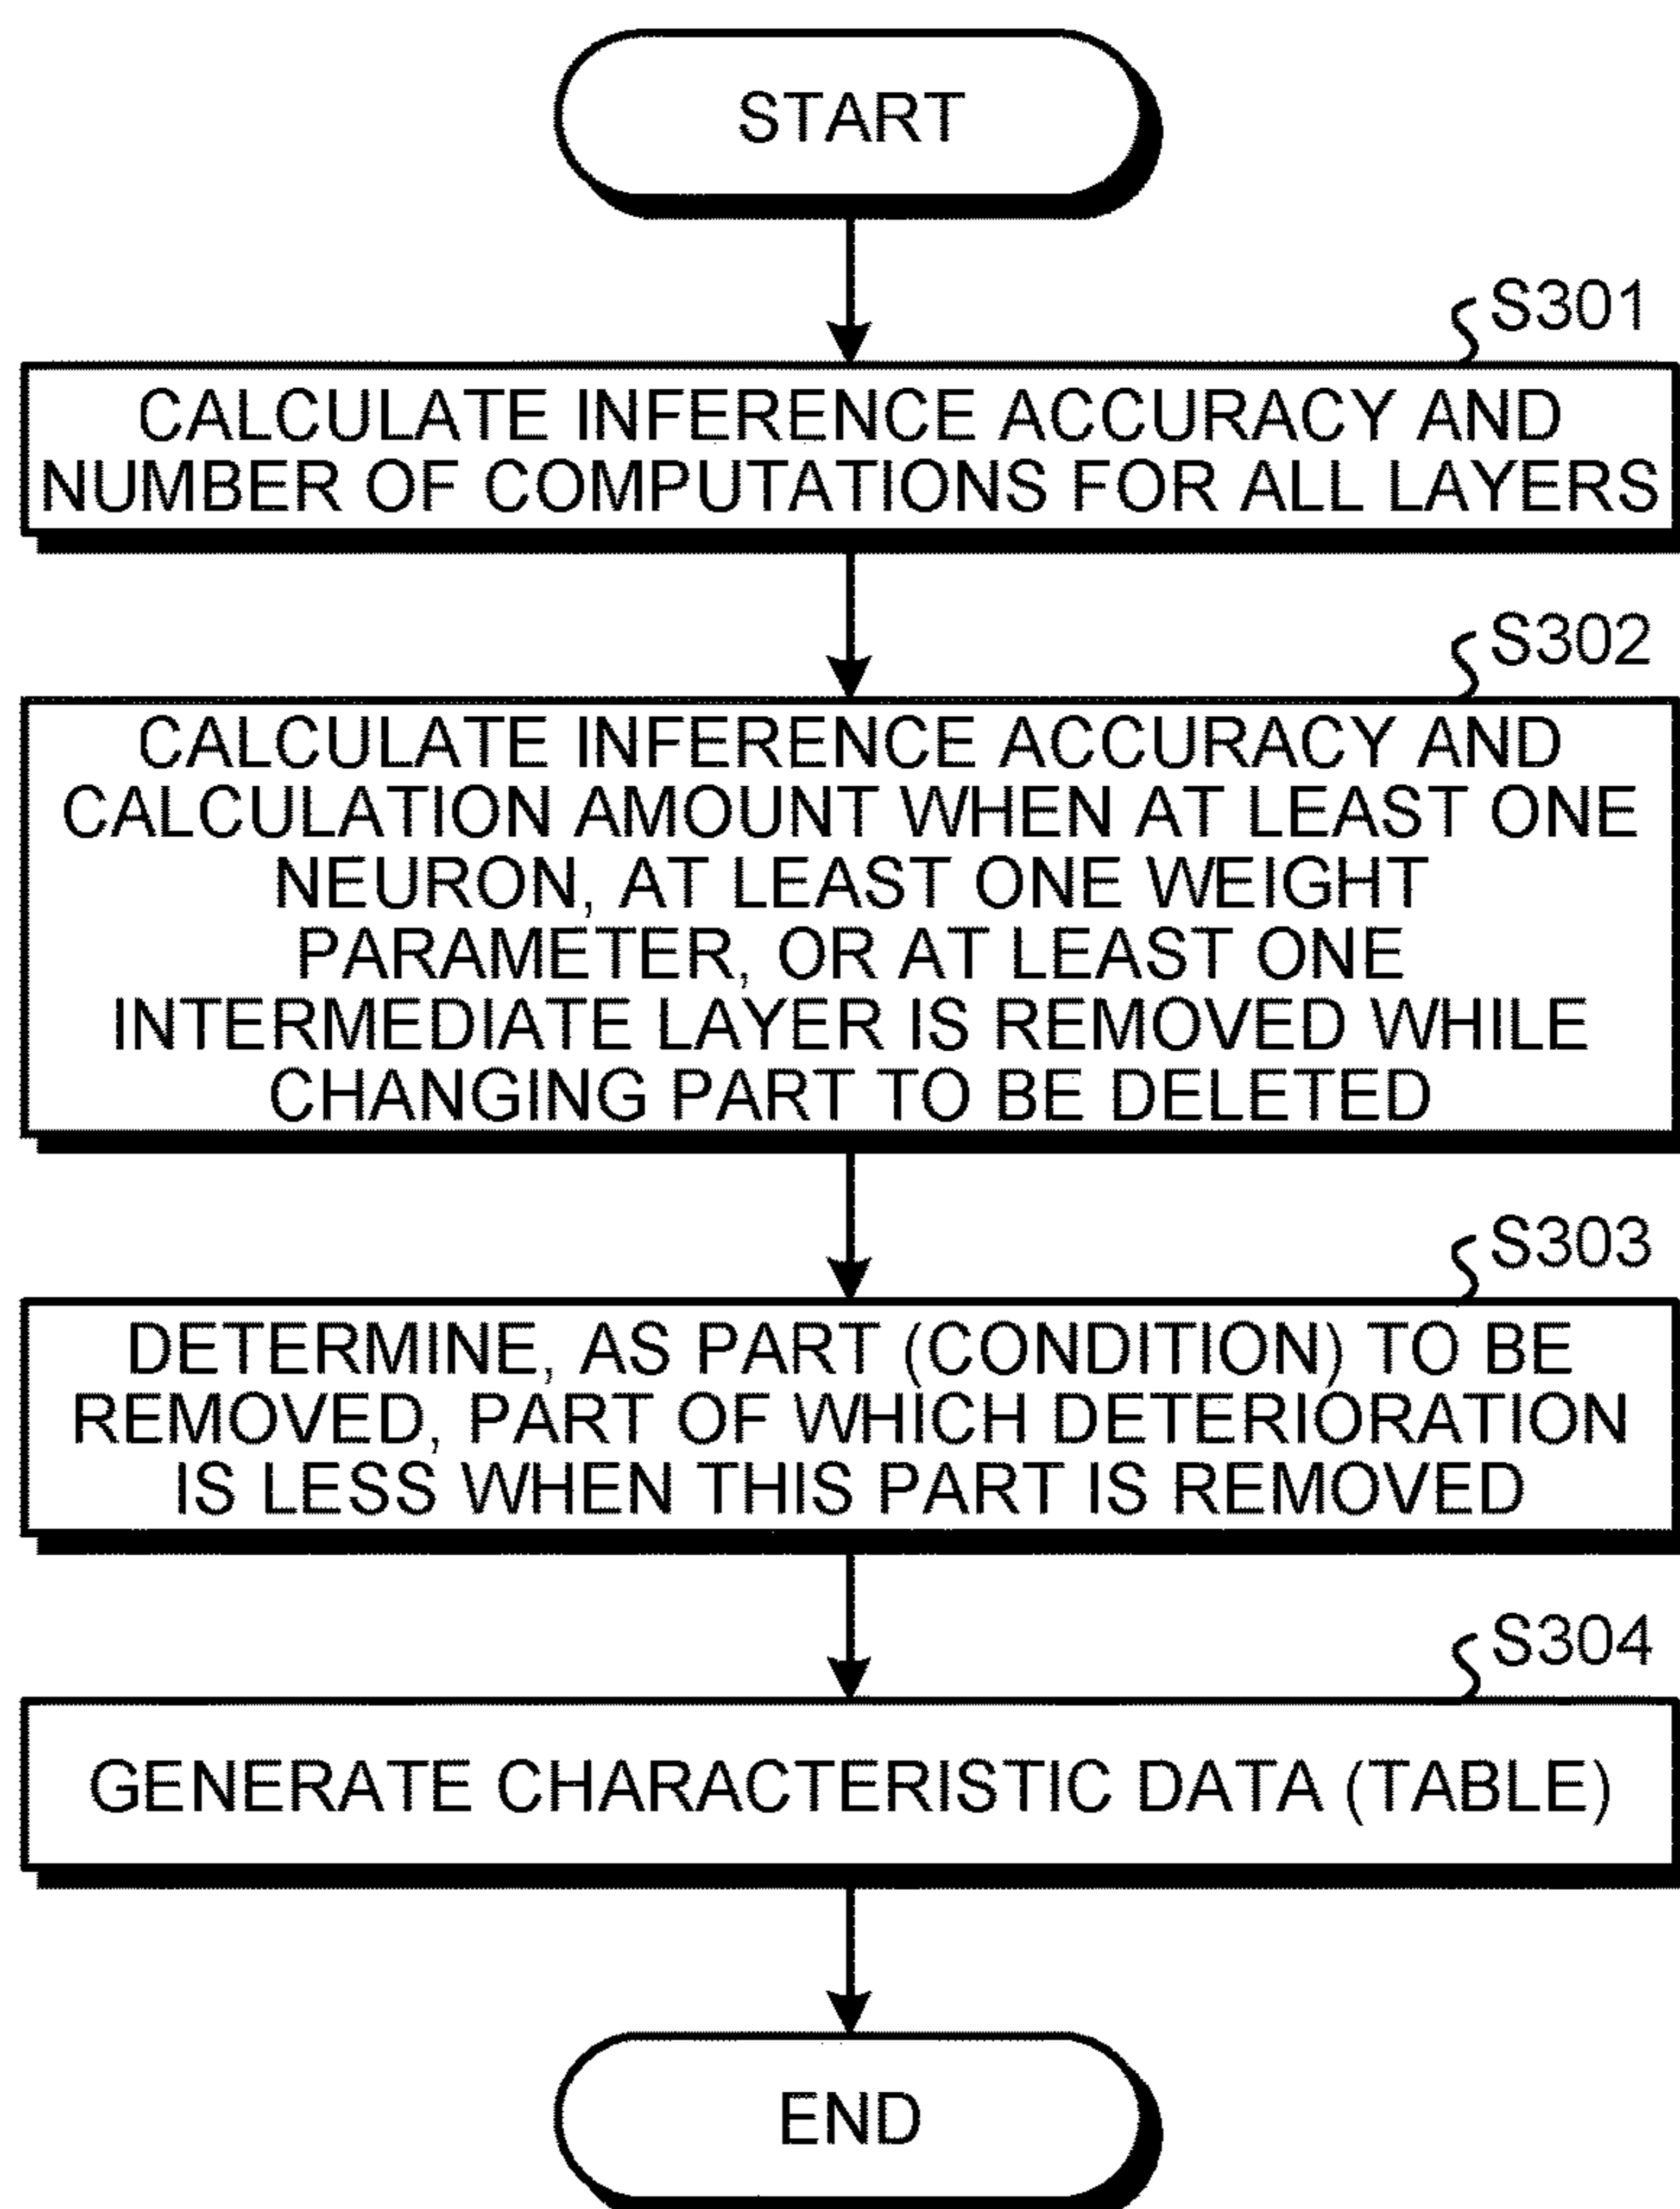 START
S301
CALCULATE INFERENCE ACCURACY AND
NUMBER OF COMPUTATIONS FOR ALL LAYERS
S302
CALCULATE INFERENCE ACCURACY AND
CALCULATION AMOUNT WHEN AT LEAST ONE
NEURON, AT LEAST ONE WEIGHT
PARAMETER, OR AT LEAST ONE
INTERMEDIATE LAYER IS REMOVED WHILE
CHANGING PART TO BE DELETED
S303
DETERMINE, AS PART (CONDITION) TO BE
REMOVED, PART OF WHICH DETERIORATION
IS LESS WHEN THIS PART IS REMOVED
S304
GENERATE CHARACTERISTIC DATA (TABLE)
END